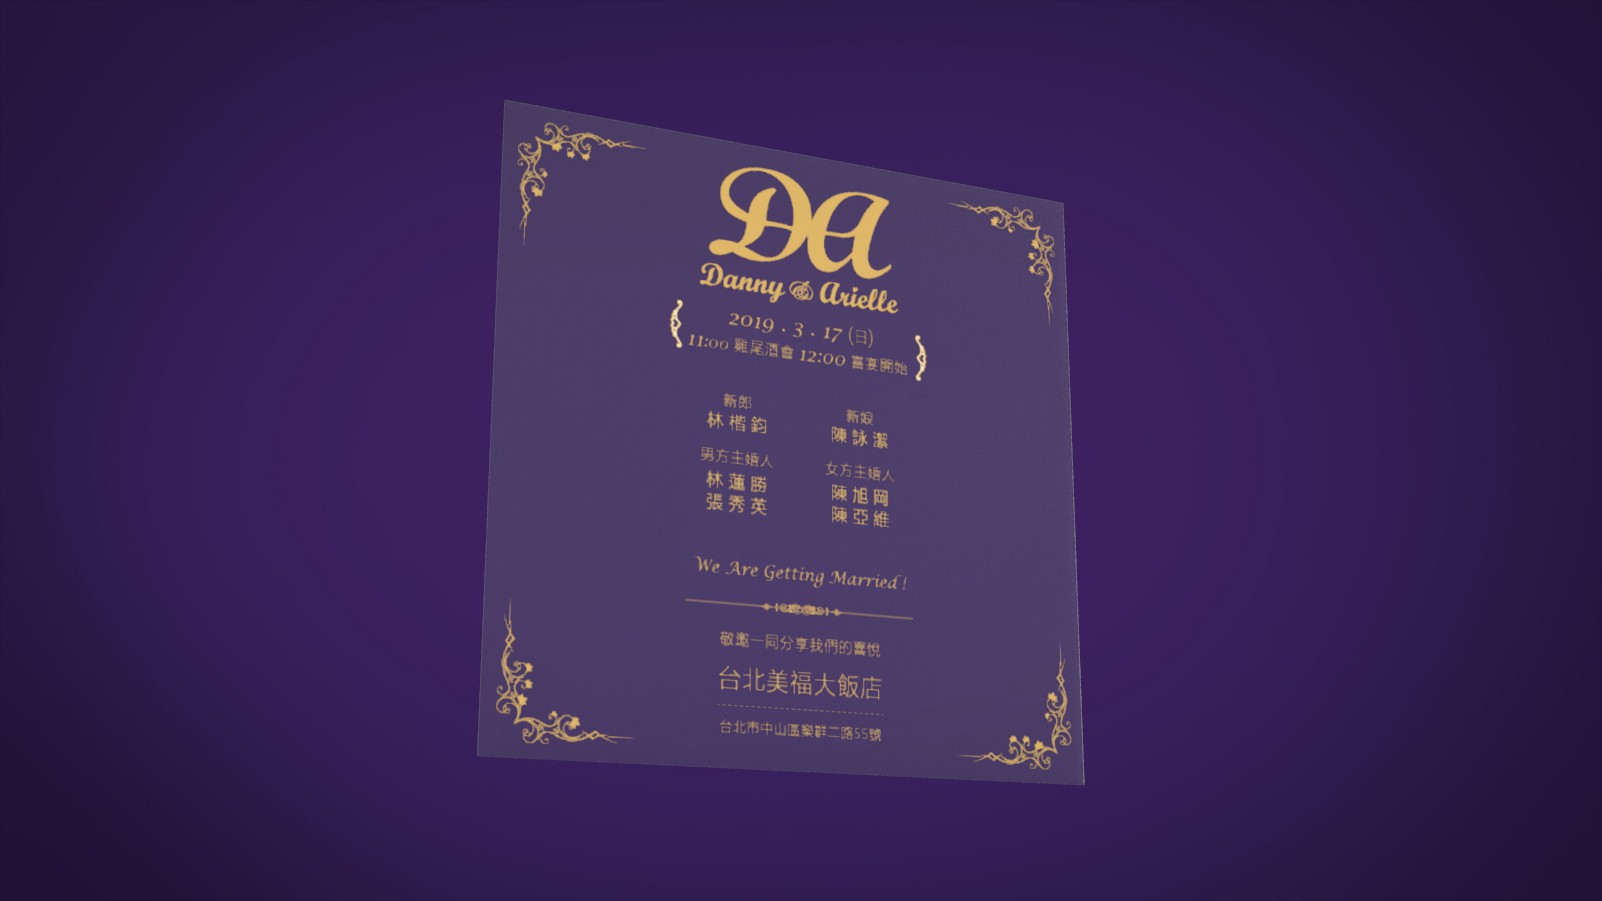 DA
Danny & Arielle
2019 . 3 . 17 (日)
11:00 雞尾酒會 12:00 喜宴開始
新郎 新娘
林楷鈞 陳詠潔
男方主婚人 女方主婚人
林蓮勝 陳旭岡
張秀英 陳亞維
We Are Getting Married !
敬邀一同分享我們的喜悅
台北美福大飯店
台北市中山區樂群二路55號